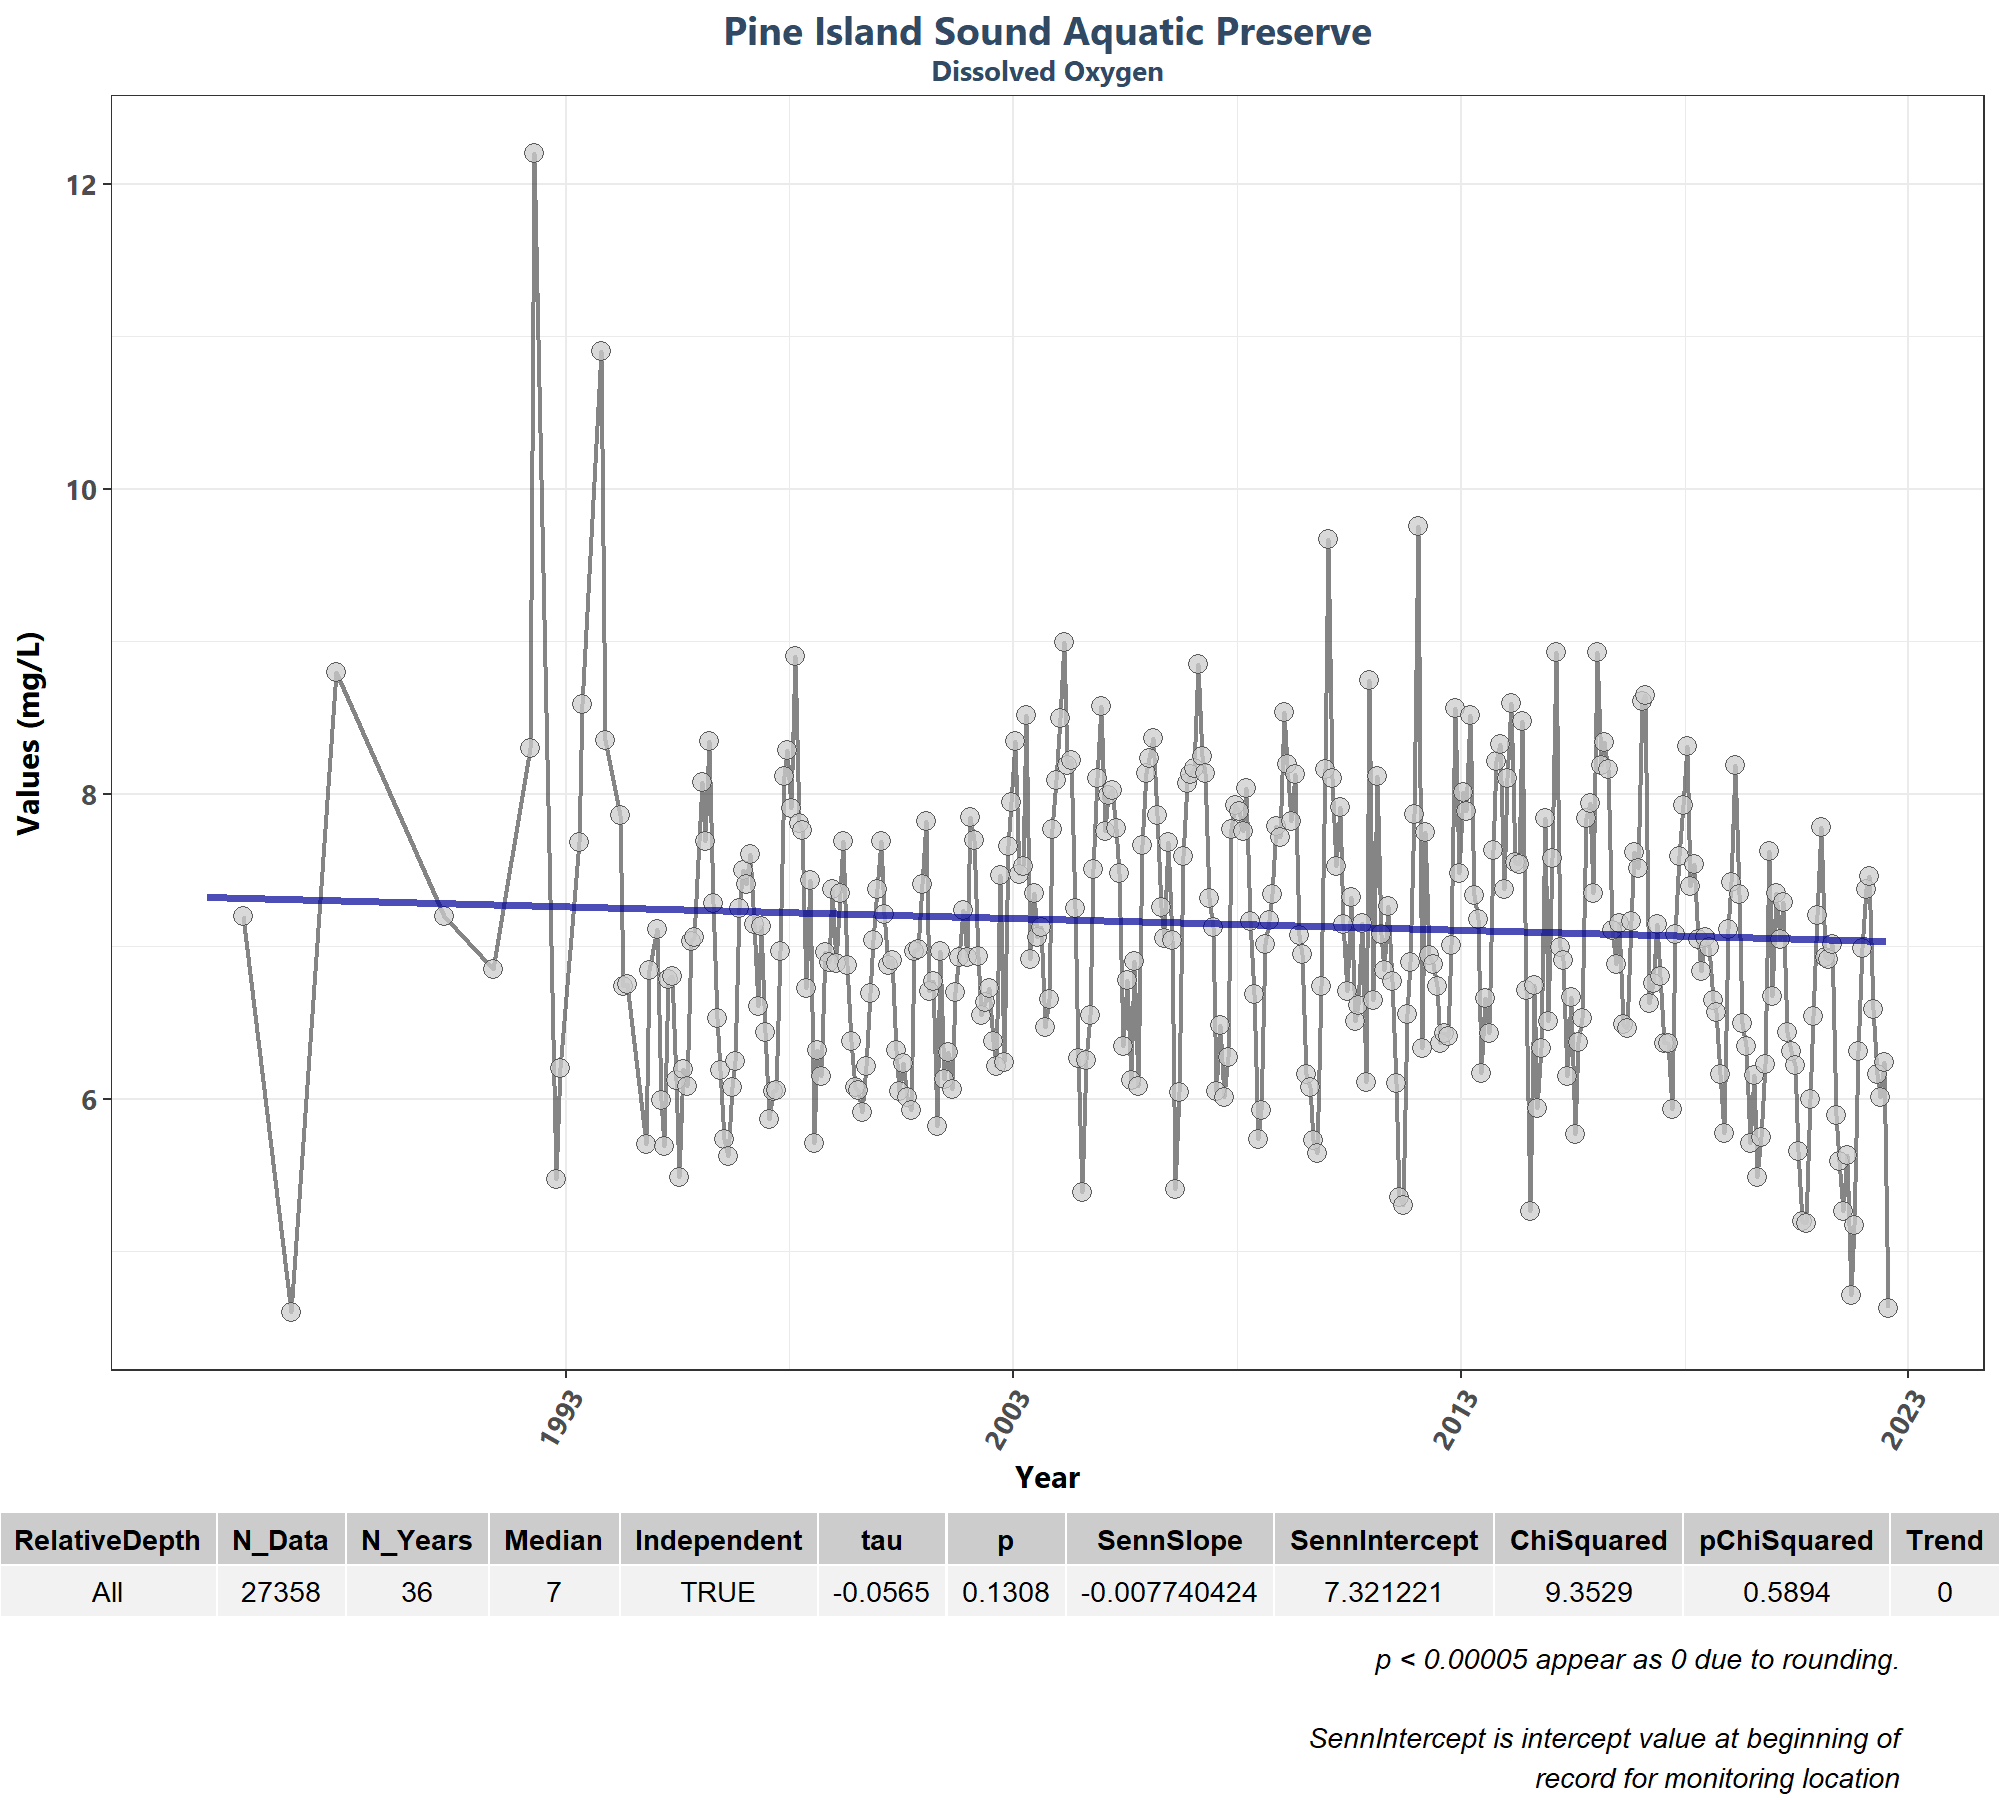 Pine Island Sound Aquatic Preserve
Dissolved Oxygen
Values (mg/L)
12
10
8
6
1993 2003 2013 2023
Year
RelativeDepth N_Data N_Years Median Independent tau p SennSlope SennIntercept ChiSquared pChiSquared Trend
All 27358 36 7 TRUE -0.0565 0.1308 -0.007740424 7.321221 9.3529 0.5894 0
p < 0.00005 appear as 0 due to rounding.
SennIntercept is intercept value at beginning of
record for monitoring location